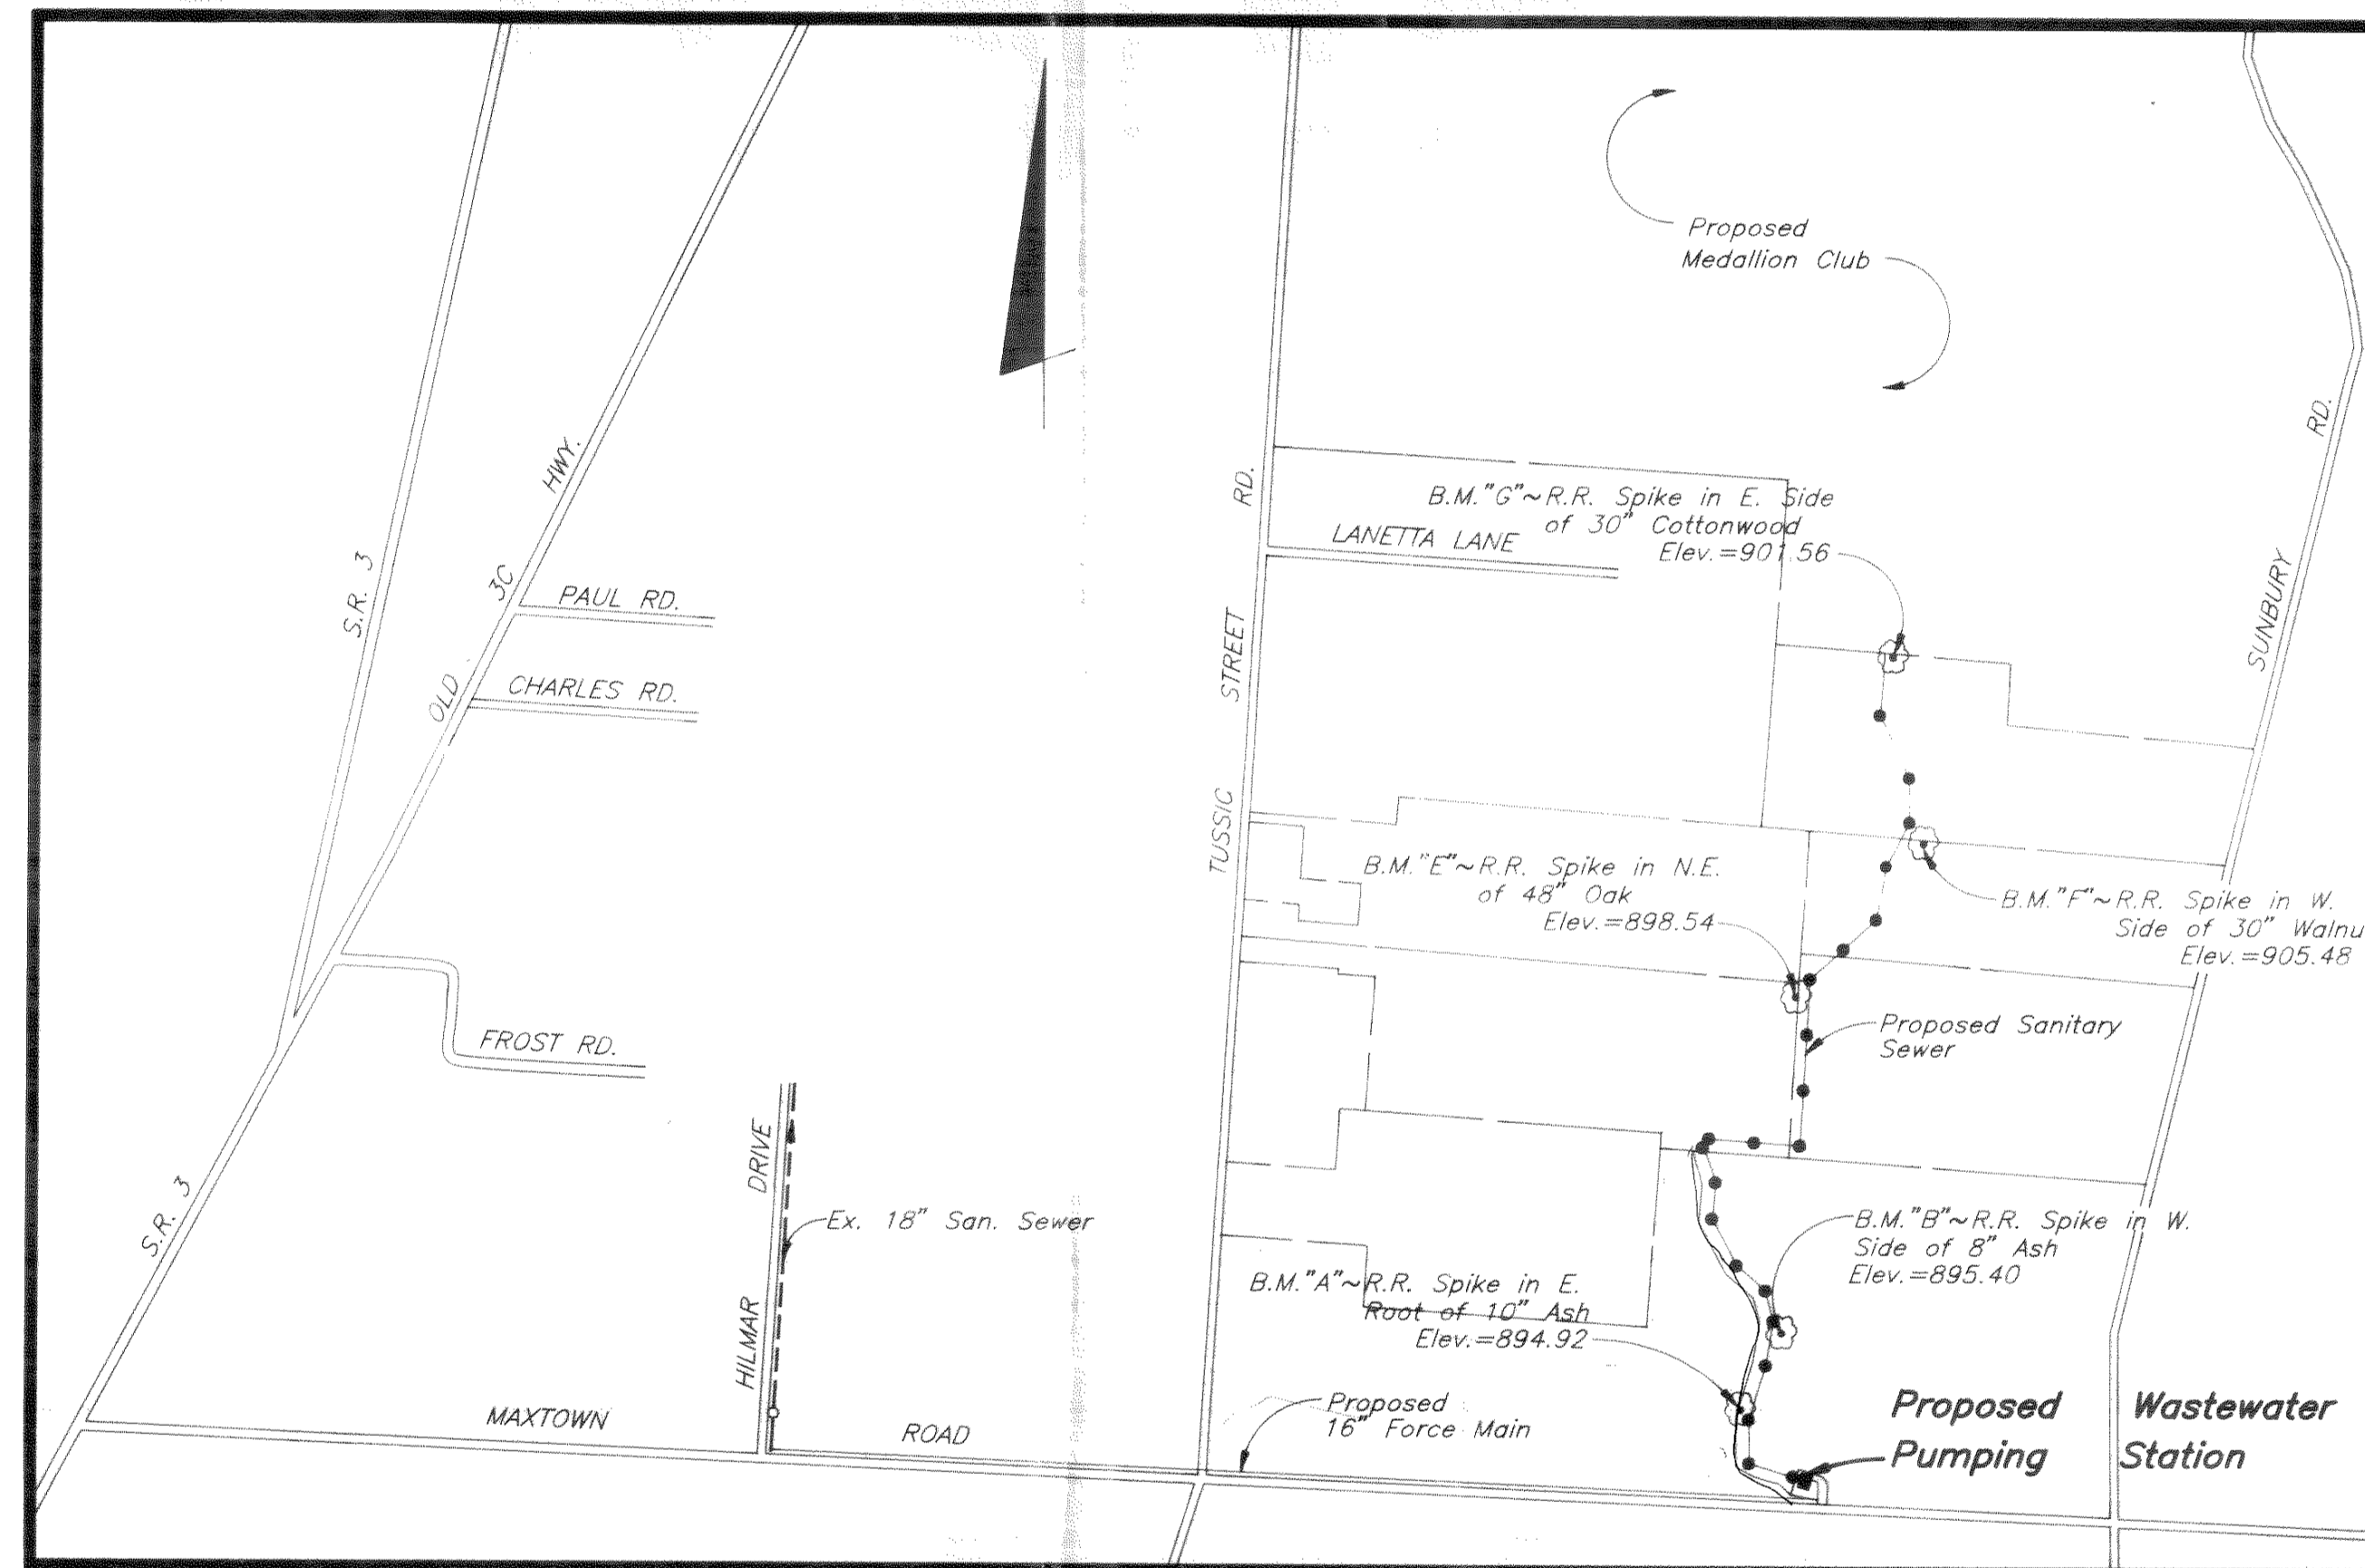 Proposed
Medallion Club
RD.
SUNBURY
HWY.
3C
OLD
S.R. 3
RD.
STREET
TUSSIC
B.M."G"~R.R. Spike in E. Side
of 30" Cottonwood
Elev.=901.56
LANETTA LANE
PAUL RD.
CHARLES RD.
B.M."E"~R.R. Spike in N.E.
of 48" Oak
Elev.=898.54
B.M."F"~R.R. Spike in W.
Side of 30" Walnu
Elev.=905.48
Proposed Sanitary
Sewer
FROST RD.
S.R. 3
HILMAR DRIVE
Ex. 18" San. Sewer
B.M."B"~R.R. Spike in W.
Side of 8" Ash
Elev.=895.40
B.M."A"~R.R. Spike in E.
Root of 10" Ash
Elev.=894.92
Proposed
16" Force Main
Proposed Wastewater
Pumping Station
MAXTOWN ROAD